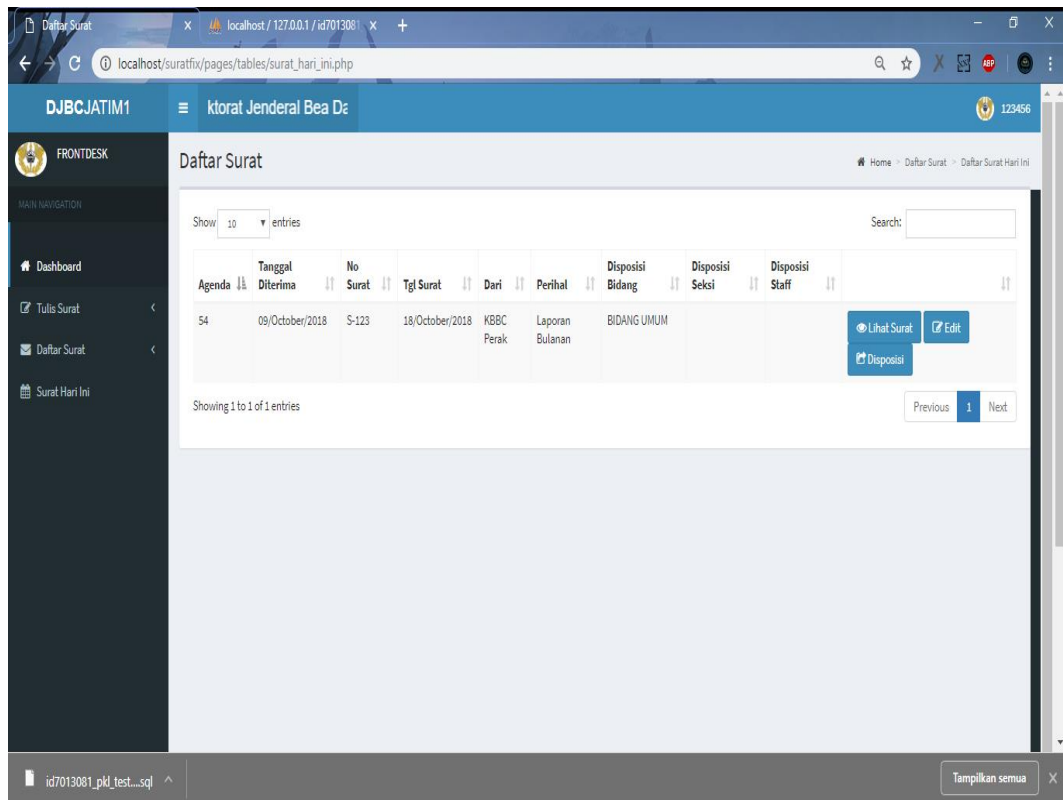 Daftar Surat
localhost / 127.0.0.1 / id7013081
localhost/suratfix/pages/tables/surat_hari_ini.php
ABP
DJBCJATIM1
ktorat Jenderal Bea Da
123456
FRONTDESK
Daftar Surat
Home > Daftar Surat > Daftar Surat Hari Ini
MAIN NAVIGATION
Dashboard
Tulis Surat
Daftar Surat
Surat Hari Ini
Show 10 entries
Search:
Agenda
Tanggal
Diterima
No
Surat
Tgl Surat
Dari
Perihal
Disposisi
Bidang
Disposisi
Seksi
Disposisi
Staff
54
09/October/2018
S-123
18/October/2018
KBBC
Perak
Laporan
Bulanan
BIDANG UMUM
Lihat Surat
Edit
Disposisi
Showing 1 to 1 of 1 entries
Previous 1 Next
id7013081_pkl_test....sql
Tampilkan semua